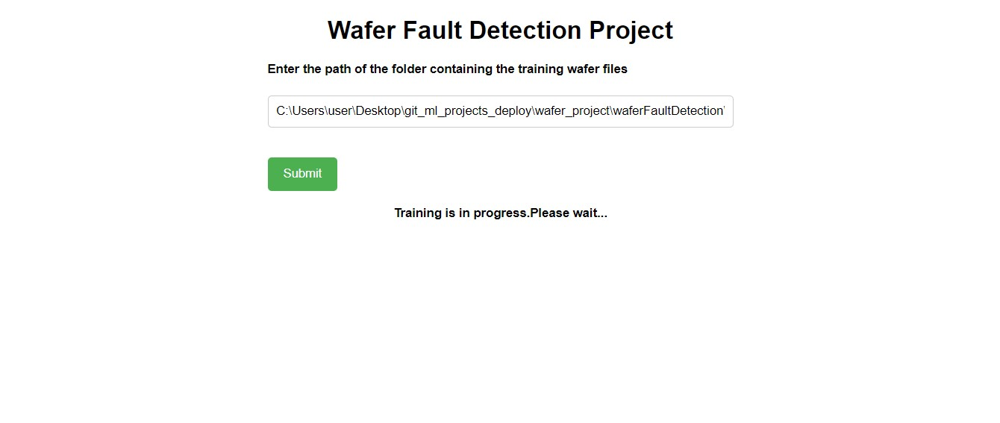 Wafer Fault Detection Project
Enter the path of the folder containing the training wafer files
C:\Users\user\Desktop\git_ml_projects_deploy\wafer_project\waferFaultDetection\
Submit
Training is in progress.Please wait...